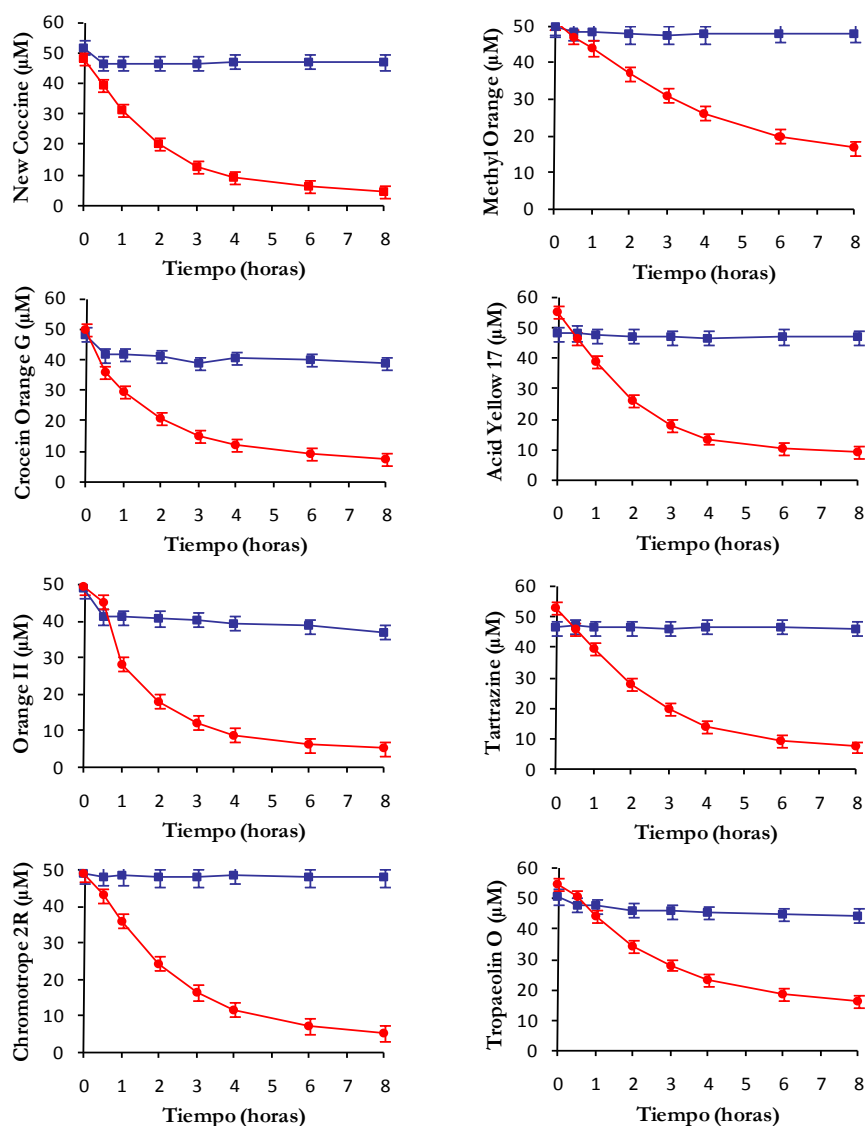 New Coccine (µM)
60
50
40
30
20
10
0
0 1 2 3 4 5 6 7 8
Tiempo (horas)
Methyl Orange (µM)
50
40
30
20
10
0
0 1 2 3 4 5 6 7 8
Tiempo (horas)
Crocein Orange G (µM)
60
50
40
30
20
10
0
0 1 2 3 4 5 6 7 8
Tiempo (horas)
Acid Yellow 17 (µM)
60
50
40
30
20
10
0
0 1 2 3 4 5 6 7 8
Tiempo (horas)
Orange II (µM)
50
40
30
20
10
0
0 1 2 3 4 5 6 7 8
Tiempo (horas)
Tartrazine (µM)
60
50
40
30
20
10
0
0 1 2 3 4 5 6 7 8
Tiempo (horas)
Chromotrope 2R (µM)
50
40
30
20
10
0
0 1 2 3 4 5 6 7 8
Tiempo (horas)
Tropaeolin O (µM)
60
50
40
30
20
10
0
0 1 2 3 4 5 6 7 8
Tiempo (horas)